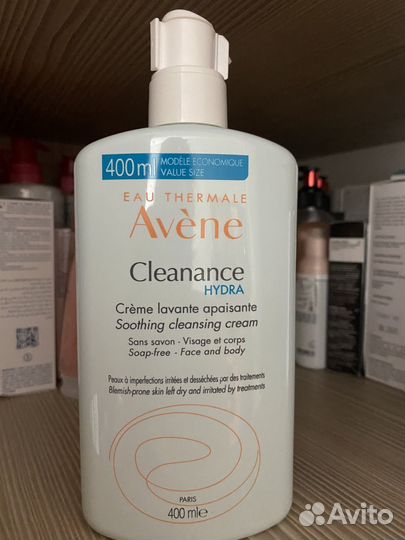 400ml MODÈLE ÉCONOMIQUE
VALUE SIZE
EAU THERMALE
Avène
Cleanance
HYDRA
Crème lavante apaisante
Soothing cleansing cream
Sans savon - Visage et corps
Soap-free - Face and body
Peaux à imperfections irritées et desséchées par des traitements
Blemish-prone skin left dry and irritated by treatments
PARIS
400 ml e
Avito